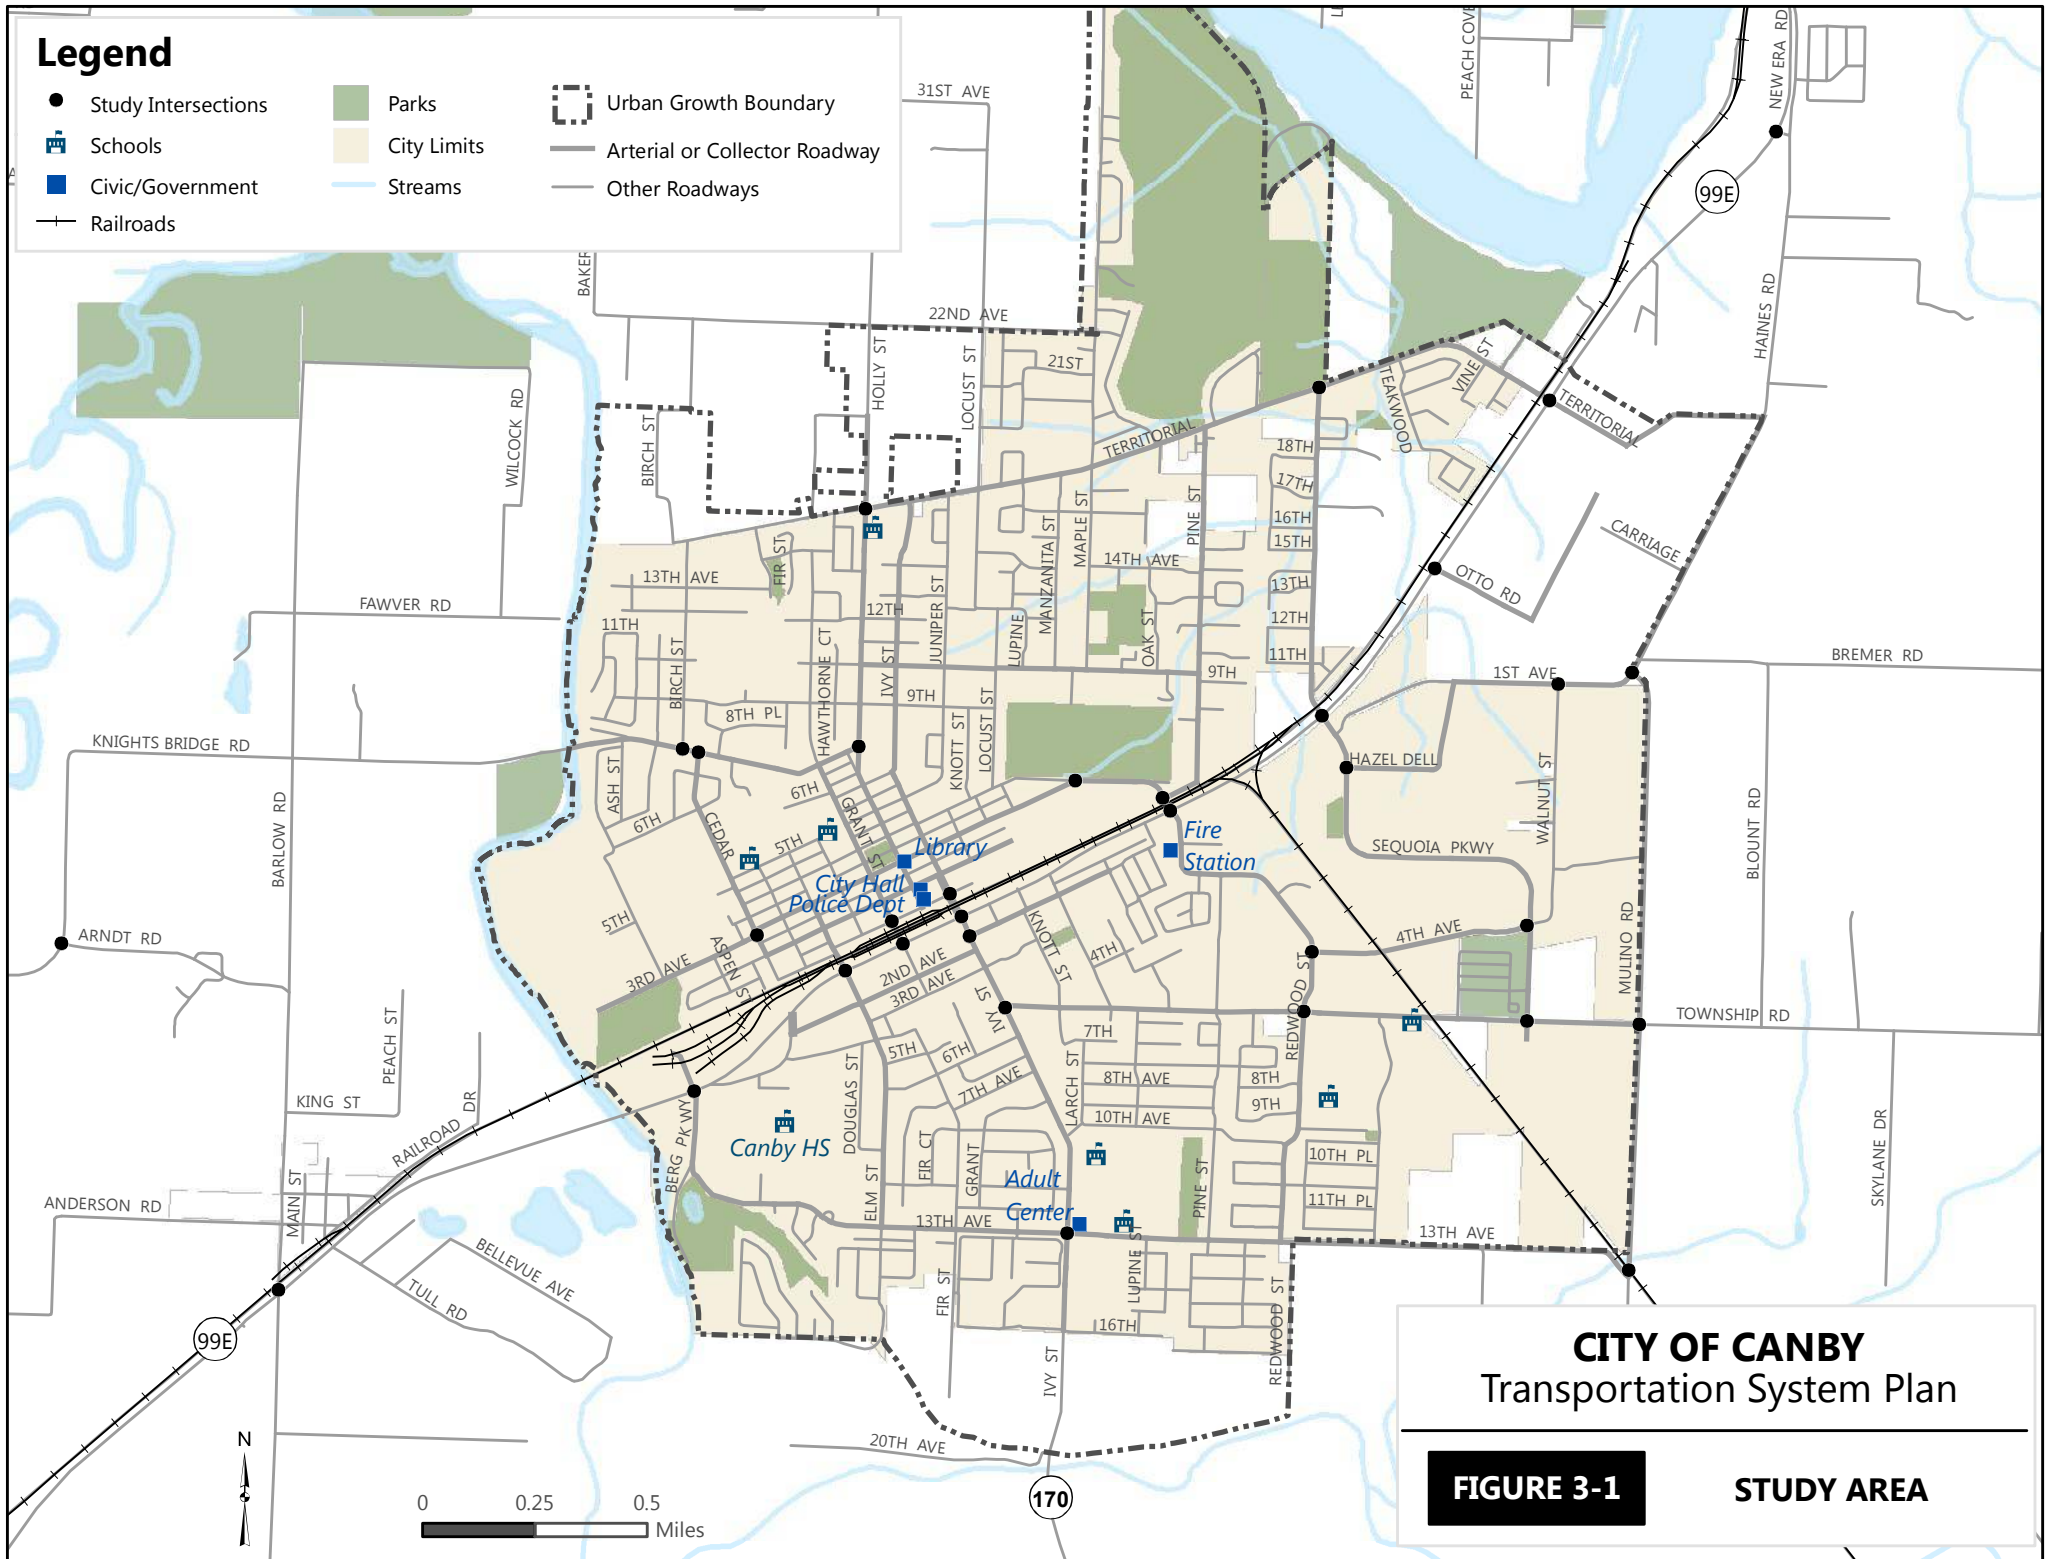 Legend
Study Intersections
Schools
Civic/Government
Railroads
Parks
City Limits
Streams
Urban Growth Boundary
Arterial or Collector Roadway
Other Roadways
31ST AVE
PEACH COVE
NEW ERA RD
99E
BAKER
22ND AVE
HOLLY ST
LOCUST ST
21ST
HAINES RD
VINE ST
TEAKWOOD
TERRITORIAL
TERRITORIAL
WILCOCK RD
BIRCH ST
18TH
17TH
16TH
15TH
13TH
12TH
11TH
PINE ST
MAPLE ST
MANZANITA ST
14TH AVE
CARRIAGE
OTTO RD
FIR ST
13TH AVE
FAWVER RD
11TH
12TH
JUNIPER ST
LUPINE
OAK ST
HAWTHORNE CT
IVY ST
BIRCH ST
9TH
9TH
1ST AVE
BREMER RD
8TH PL
KNOTT ST
LOCUST ST
KNIGHTS BRIDGE RD
HAZEL DELL
ASH ST
6TH
GRANT ST
WALNUT ST
BLOUNT RD
BARLOW RD
6TH
CEDAR
5TH
Library
Fire
Station
SEQUOIA PKWY
City Hall
Police Dept
5TH
ARNDT RD
ASPEN ST
3RD AVE
2ND AVE
3RD AVE
KNOTT ST
4TH
4TH AVE
MULINO RD
REDWOOD ST
IVY ST
TOWNSHIP RD
PEACH ST
7TH
5TH
6TH
7TH AVE
DOUGLAS ST
LARCH ST
8TH AVE
8TH
9TH
10TH AVE
KING ST
RAILROAD DR
BERG PKWY
Canby HS
FIR CT
GRANT
10TH PL
11TH PL
PINE ST
SKYLANE DR
Adult
Center
ELM ST
13TH AVE
13TH AVE
ANDERSON RD
MAIN ST
BELLEVUE AVE
TULL RD
LUPINE ST
FIR ST
REDWOOD ST
16TH
99E
IVY ST
20TH AVE
170
N
0 0.25 0.5
Miles
CITY OF CANBY
Transportation System Plan
FIGURE 3-1
STUDY AREA